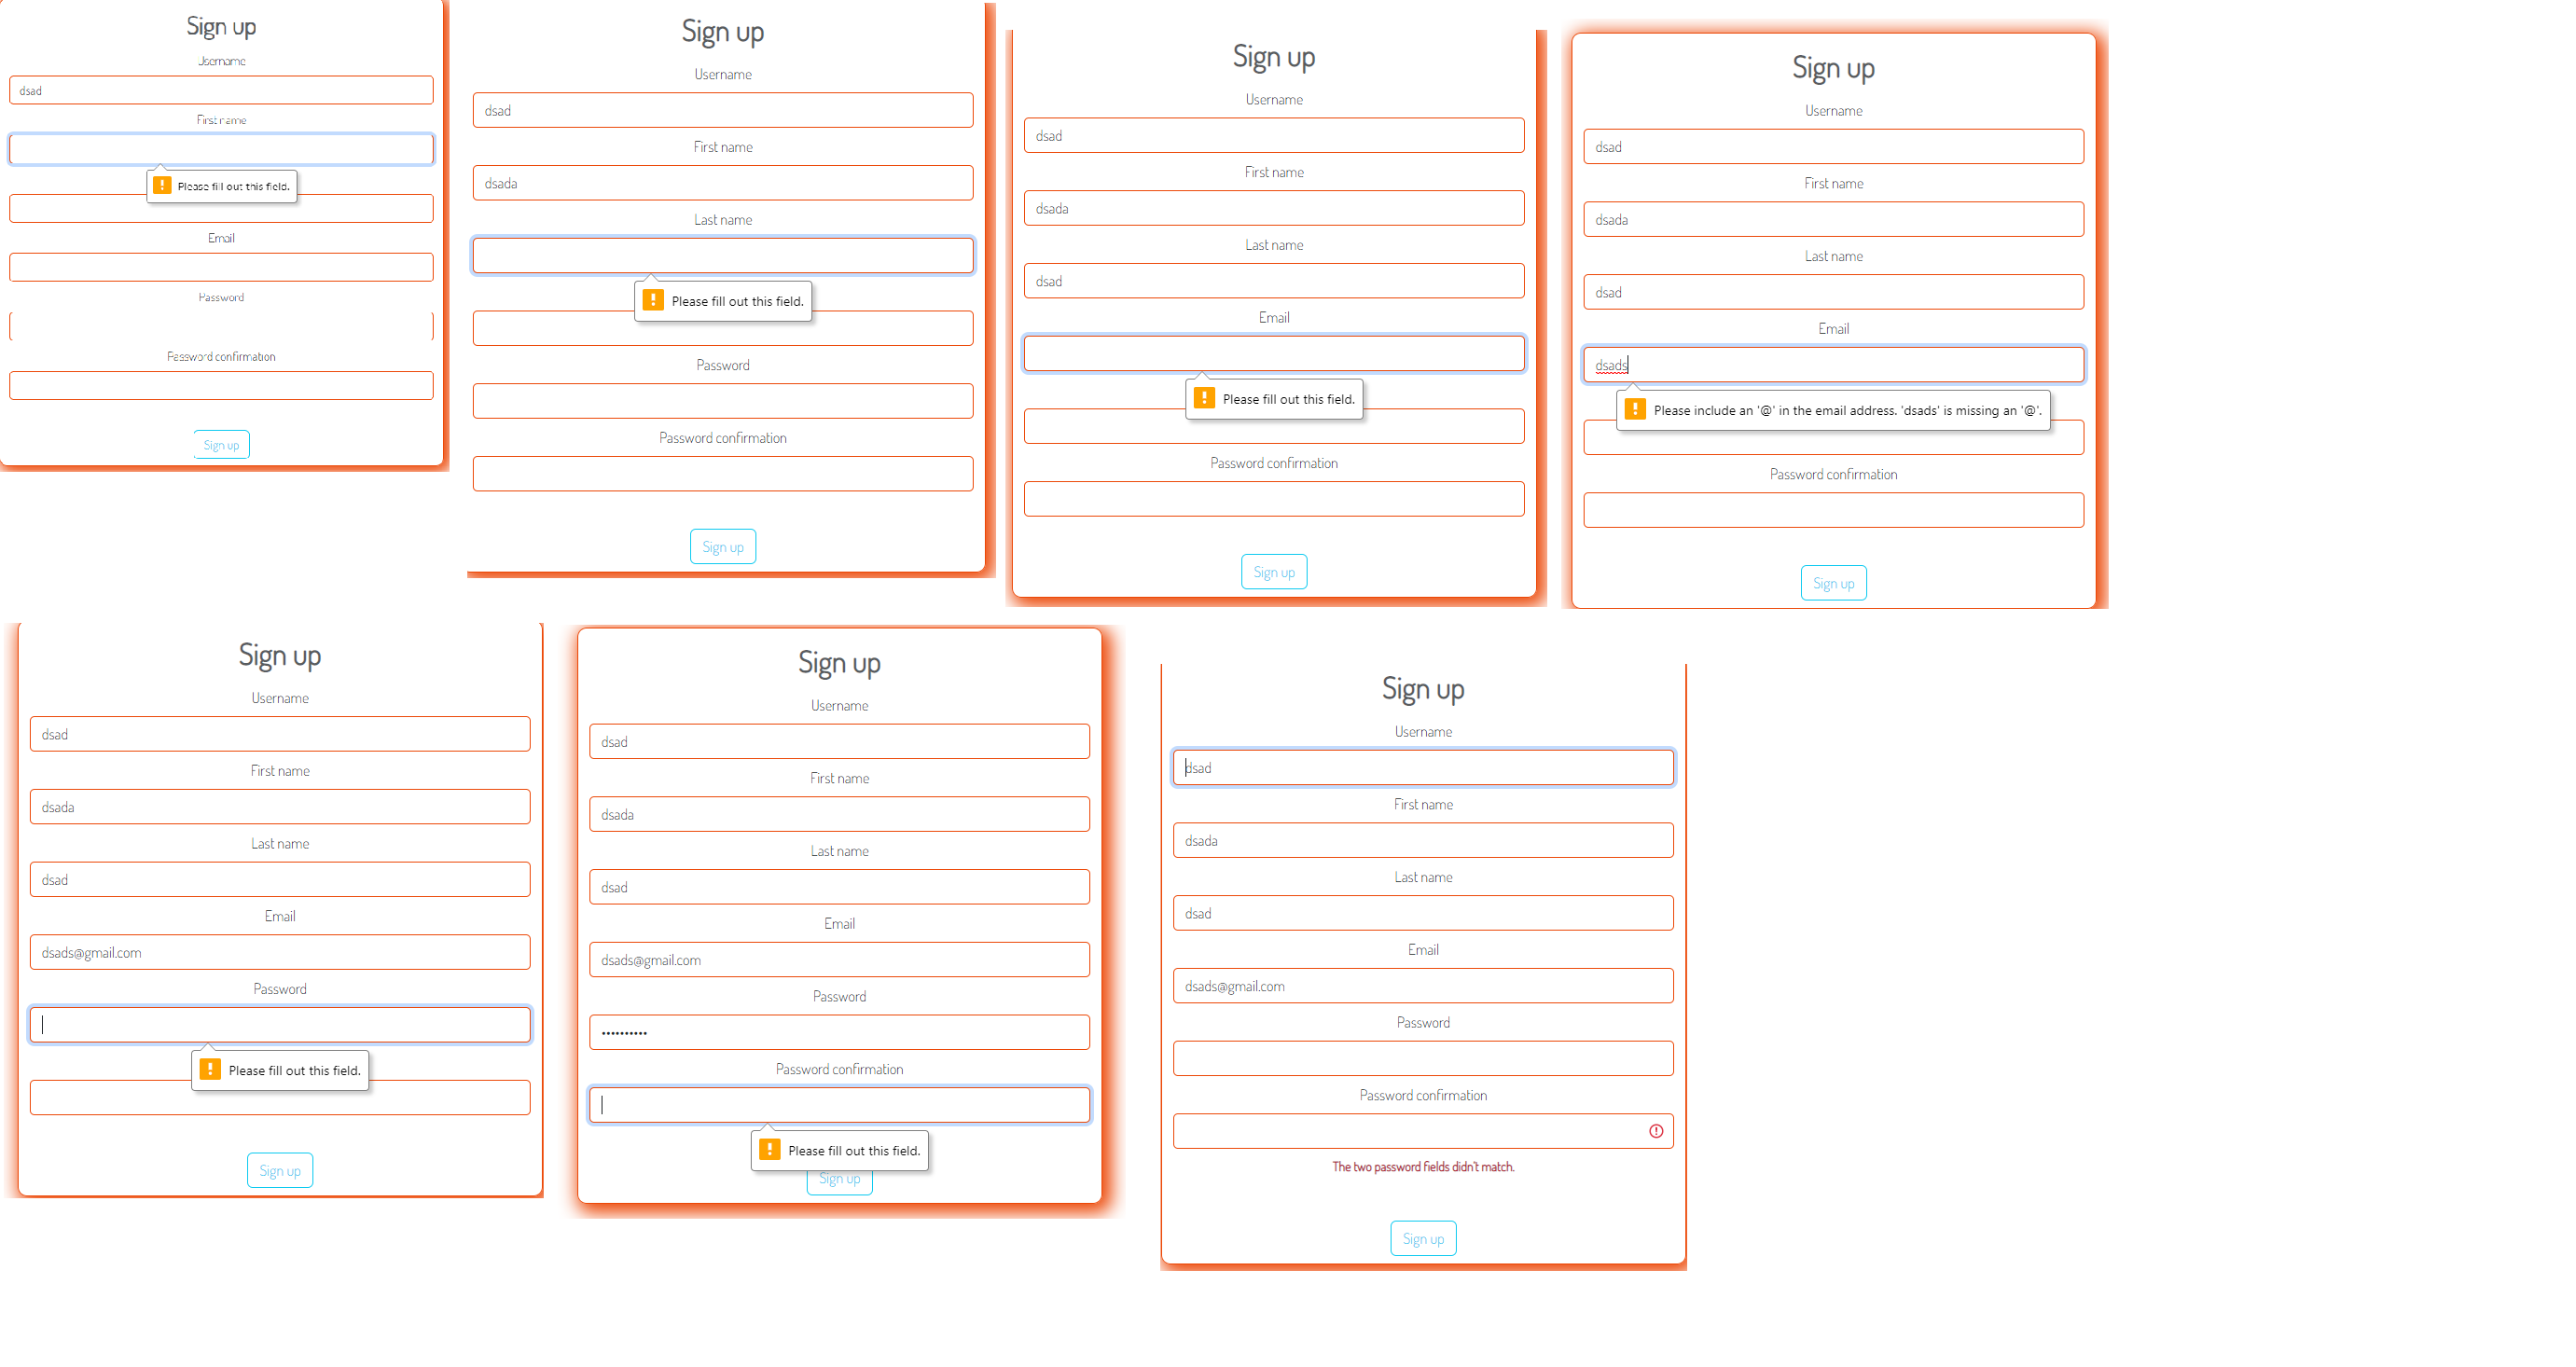 Sign up
Username
dsad
First name
Please fill out this field.
Email
Password
Password confirmation
Sign up
Sign up
Username
dsad
First name
dsada
Last name
Please fill out this field.
Password
Password confirmation
Sign up
Sign up
Username
dsad
First name
dsada
Last name
dsad
Email
Please fill out this field.
Password confirmation
Sign up
Sign up
Username
dsad
First name
dsada
Last name
dsad
Email
dsads
Please include an '@' in the email address. 'dsads' is missing an '@'.
Password confirmation
Sign up
Sign up
Username
dsad
First name
dsada
Last name
dsad
Email
dsads@gmail.com
Password
Please fill out this field.
Sign up
Sign up
Username
dsad
First name
dsada
Last name
dsad
Email
dsads@gmail.com
Password
••••••••••
Password confirmation
Please fill out this field.
Sign up
Sign up
Username
dsad
First name
dsada
Last name
dsad
Email
dsads@gmail.com
Password
Password confirmation
The two password fields didn't match.
Sign up